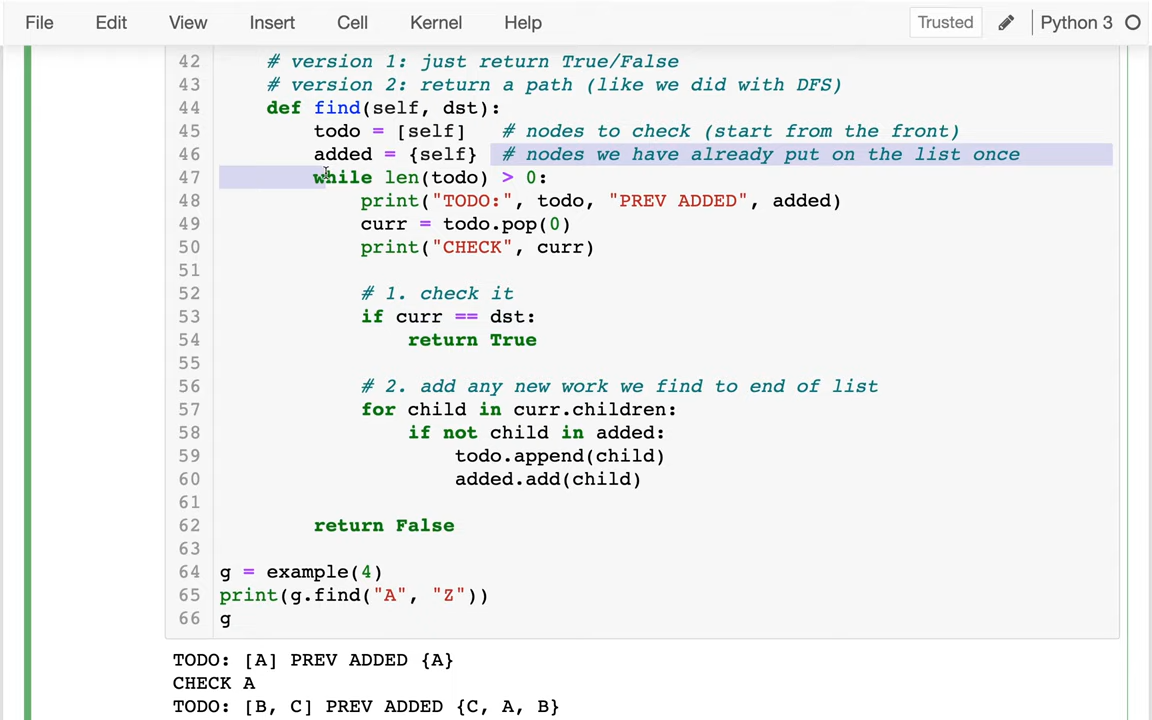 File Edit View Insert Cell Kernel Help Trusted Python 3
42     # version 1: just return True/False
43     # version 2: return a path (like we did with DFS)
44     def find(self, dst):
45         todo = [self]   # nodes to check (start from the front)
46         added = {self}  # nodes we have already put on the list once
47         while len(todo) > 0:
48             print("TODO:", todo, "PREV ADDED", added)
49             curr = todo.pop(0)
50             print("CHECK", curr)
51
52             # 1. check it
53             if curr == dst:
54                 return True
55
56             # 2. add any new work we find to end of list
57             for child in curr.children:
58                 if not child in added:
59                     todo.append(child)
60                     added.add(child)
61
62         return False
63
64 g = example(4)
65 print(g.find("A", "Z"))
66 g
TODO: [A] PREV ADDED {A}
CHECK A
TODO: [B, C] PREV ADDED {C, A, B}